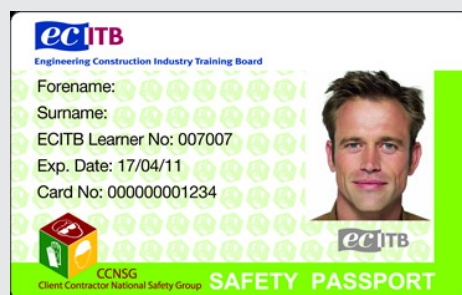 ecITB
Engineering Construction Industry Training Board
Forename:
Surname:
ECITB Learner No: 007007
Exp. Date: 17/04/11
Card No: 000000001234
ecITB
CCNSG
Client Contractor National Safety Group
SAFETY PASSPORT